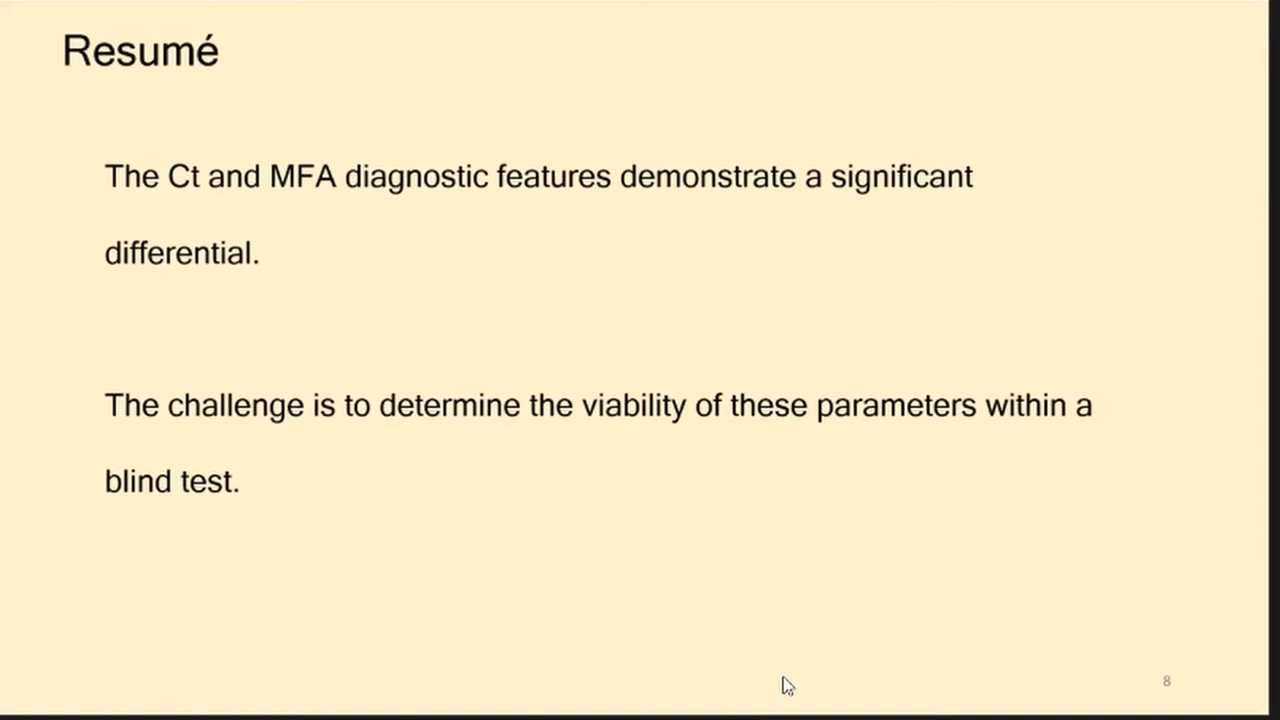 Resumé
The Ct and MFA diagnostic features demonstrate a significant
differential.
The challenge is to determine the viability of these parameters within a
blind test.
8